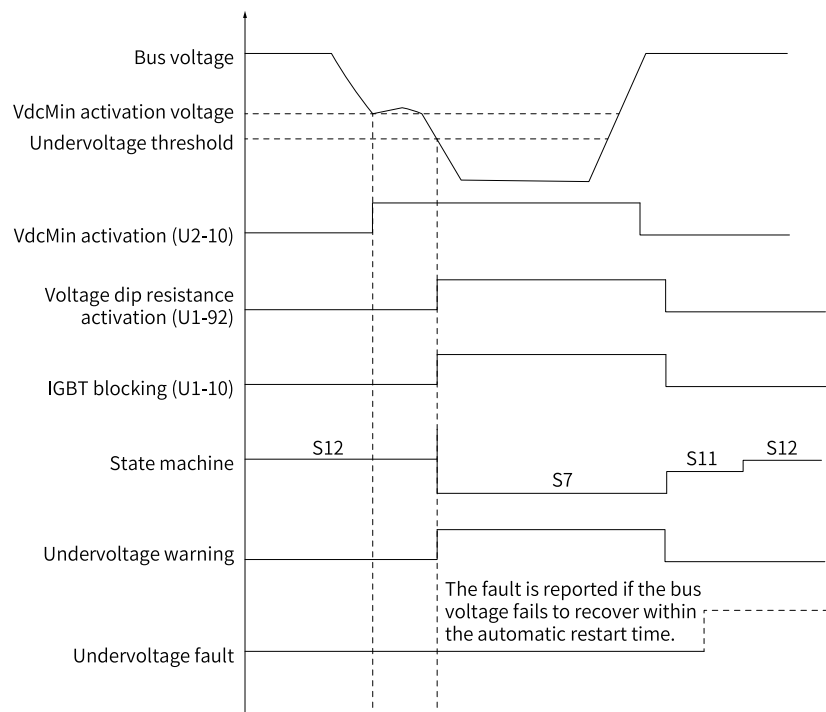 Bus voltage
VdcMin activation voltage
Undervoltage threshold
VdcMin activation (U2-10)
Voltage dip resistance
activation (U1-92)
IGBT blocking (U1-10)
State machine
S12
S7
S11
S12
Undervoltage warning
The fault is reported if the bus
voltage fails to recover within
the automatic restart time.
Undervoltage fault